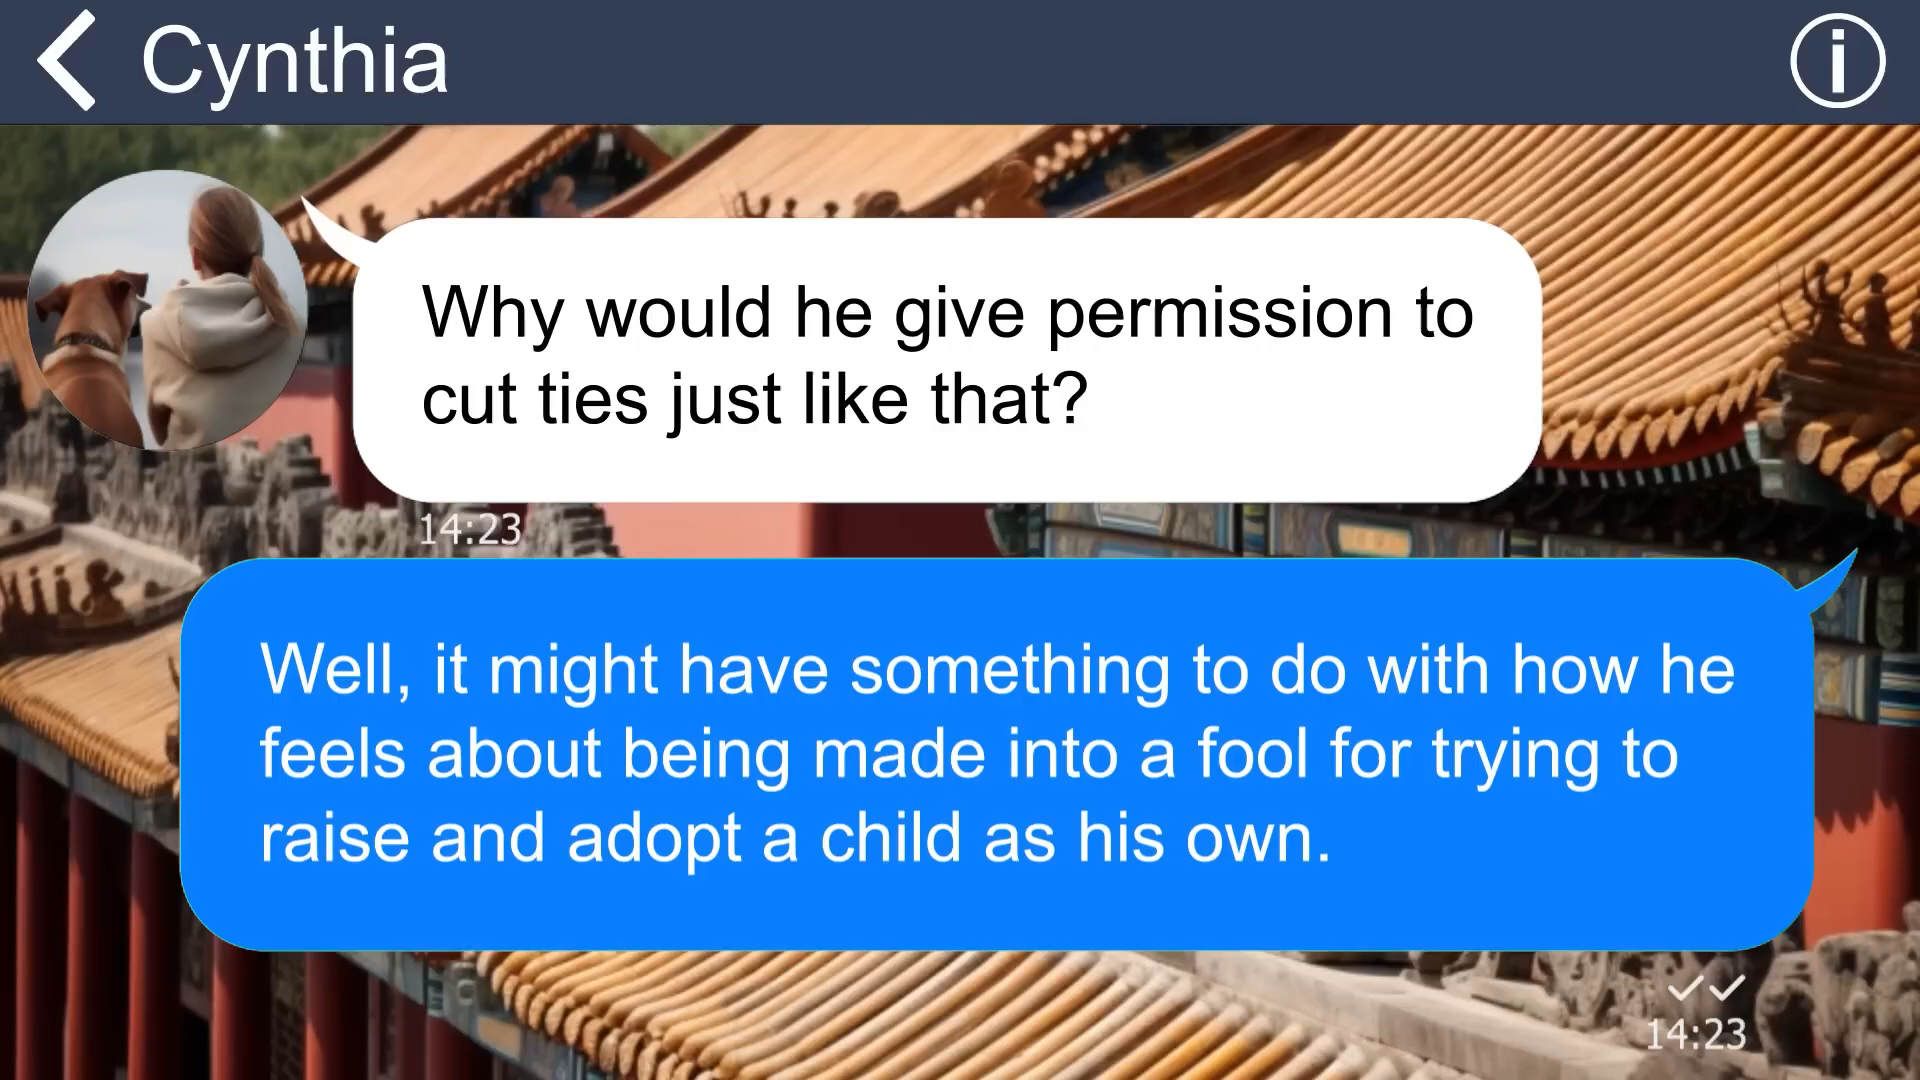 Cynthia
Why would he give permission to
cut ties just like that?
14:23
Well, it might have something to do with how he
feels about being made into a fool for trying to
raise and adopt a child as his own.
14:23